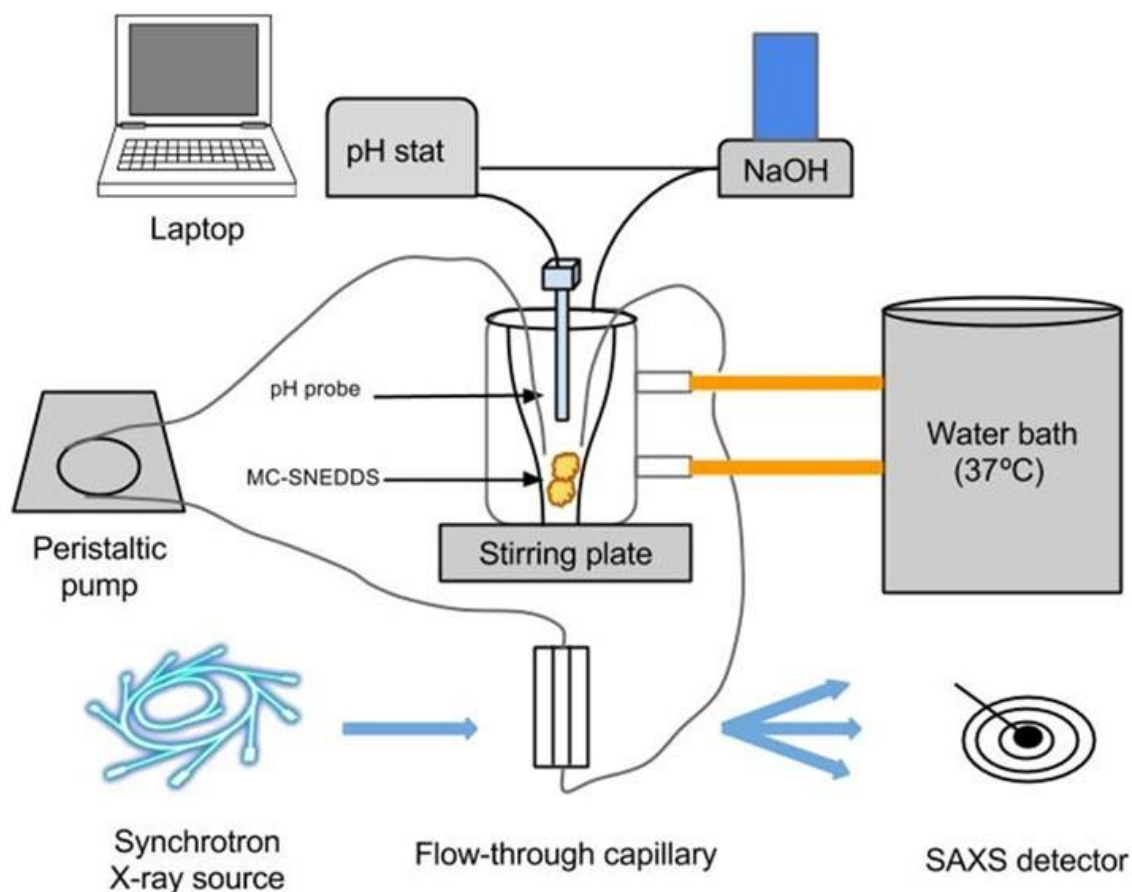 pH stat
NaOH
Laptop
pH probe
MC-SNEDDS
Water bath
(37ºC)
Peristaltic
pump
Stirring plate
Synchrotron
X-ray source
Flow-through capillary
SAXS detector